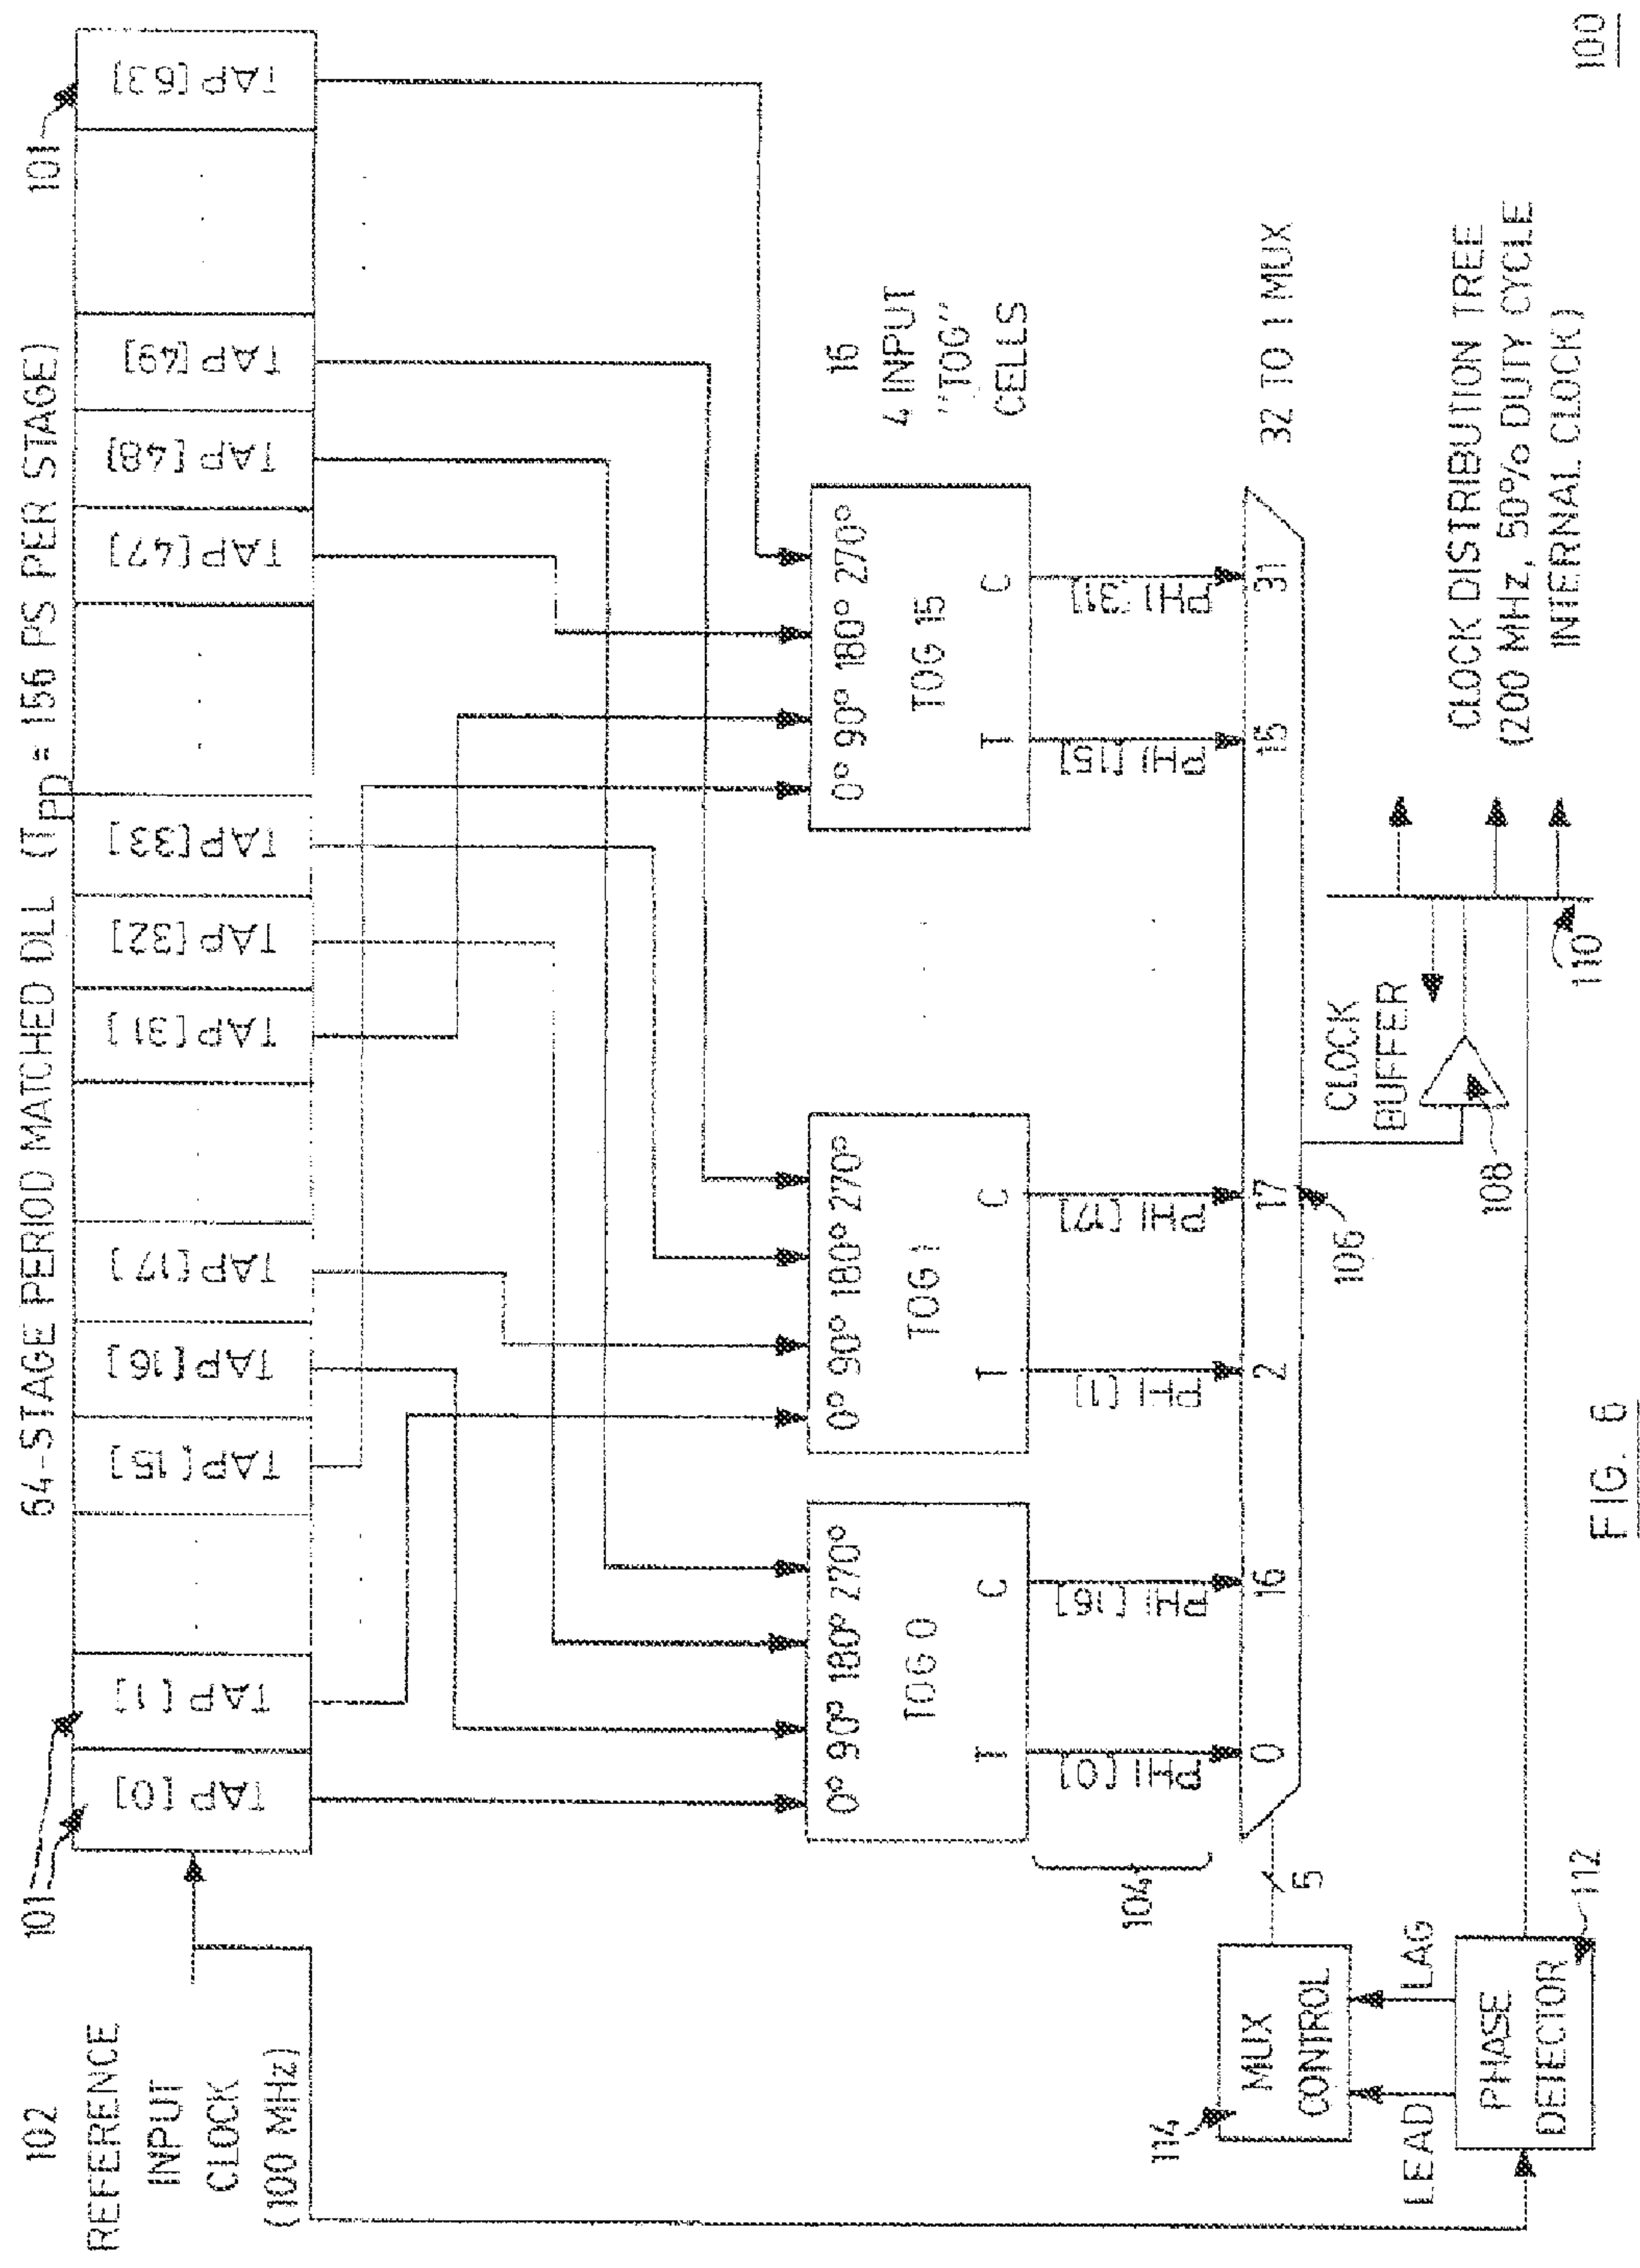 64-STAGE PERIOD MATCHED DLL (TPD = 156 PS PER STAGE)
101
101
TAP [0]
TAP [1]
TAP [15]
TAP [16]
TAP [17]
TAP [31]
TAP [32]
TAP [33]
TAP [47]
TAP [48]
TAP [49]
TAP [63]
102
REFERENCE
INPUT
CLOCK
(100 MHz)
0° 90° 180° 270°
TOG 0
T C
0° 90° 180° 270°
TOG 1
T C
0° 90° 180° 270°
TOG 15
T C
16
4 INPUT
"TOG"
CELLS
104
PHI [0]
PHI [16]
PHI [1]
PHI [17]
PHI [15]
PHI [31]
0 16 2 17 15 31
32 TO 1 MUX
106
5
114
MUX
CONTROL
LEAD
LAG
PHASE
DETECTOR
112
CLOCK
BUFFER
108
110
CLOCK DISTRIBUTION TREE
(200 MHz, 50% DUTY CYCLE
INTERNAL CLOCK)
FIG. 6
100